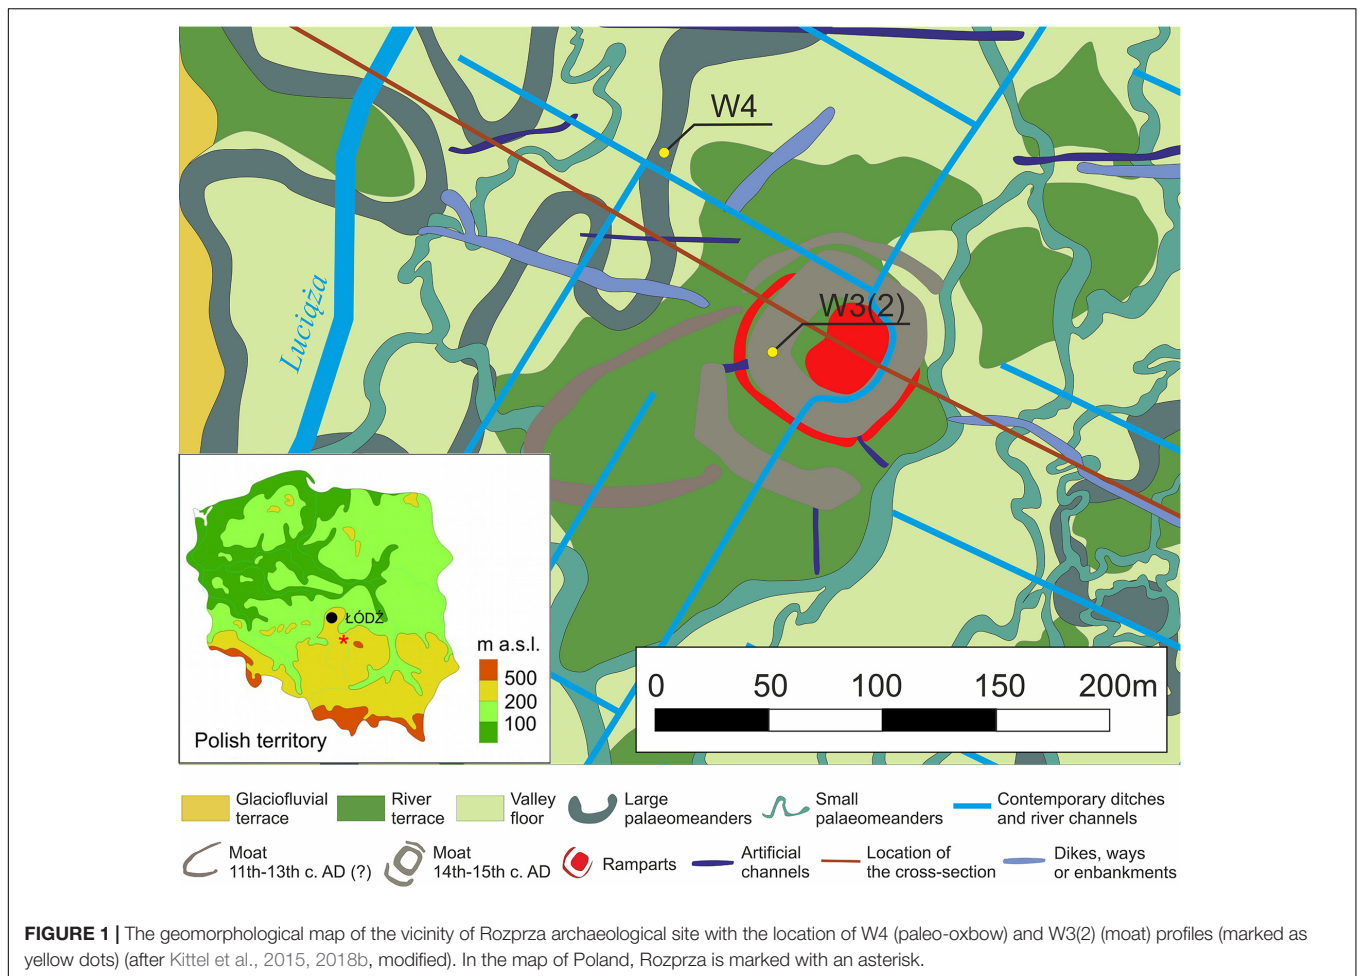 W4
W3(2)
Luciąża
ŁÓDŹ
*
m a.s.l.
500
200
100
Polish territory
0 50 100 150 200m
Glaciofluvial
terrace
River
terrace
Valley
floor
Large
palaeomeanders
Small
palaeomeanders
Contemporary ditches
and river channels
Moat
11th-13th c. AD (?)
Moat
14th-15th c. AD
Ramparts
Artificial
channels
Location of
the cross-section
Dikes, ways
or enbankments
FIGURE 1 | The geomorphological map of the vicinity of Rozprza archaeological site with the location of W4 (paleo-oxbow) and W3(2) (moat) profiles (marked as
yellow dots) (after Kittel et al., 2015, 2018b, modified). In the map of Poland, Rozprza is marked with an asterisk.